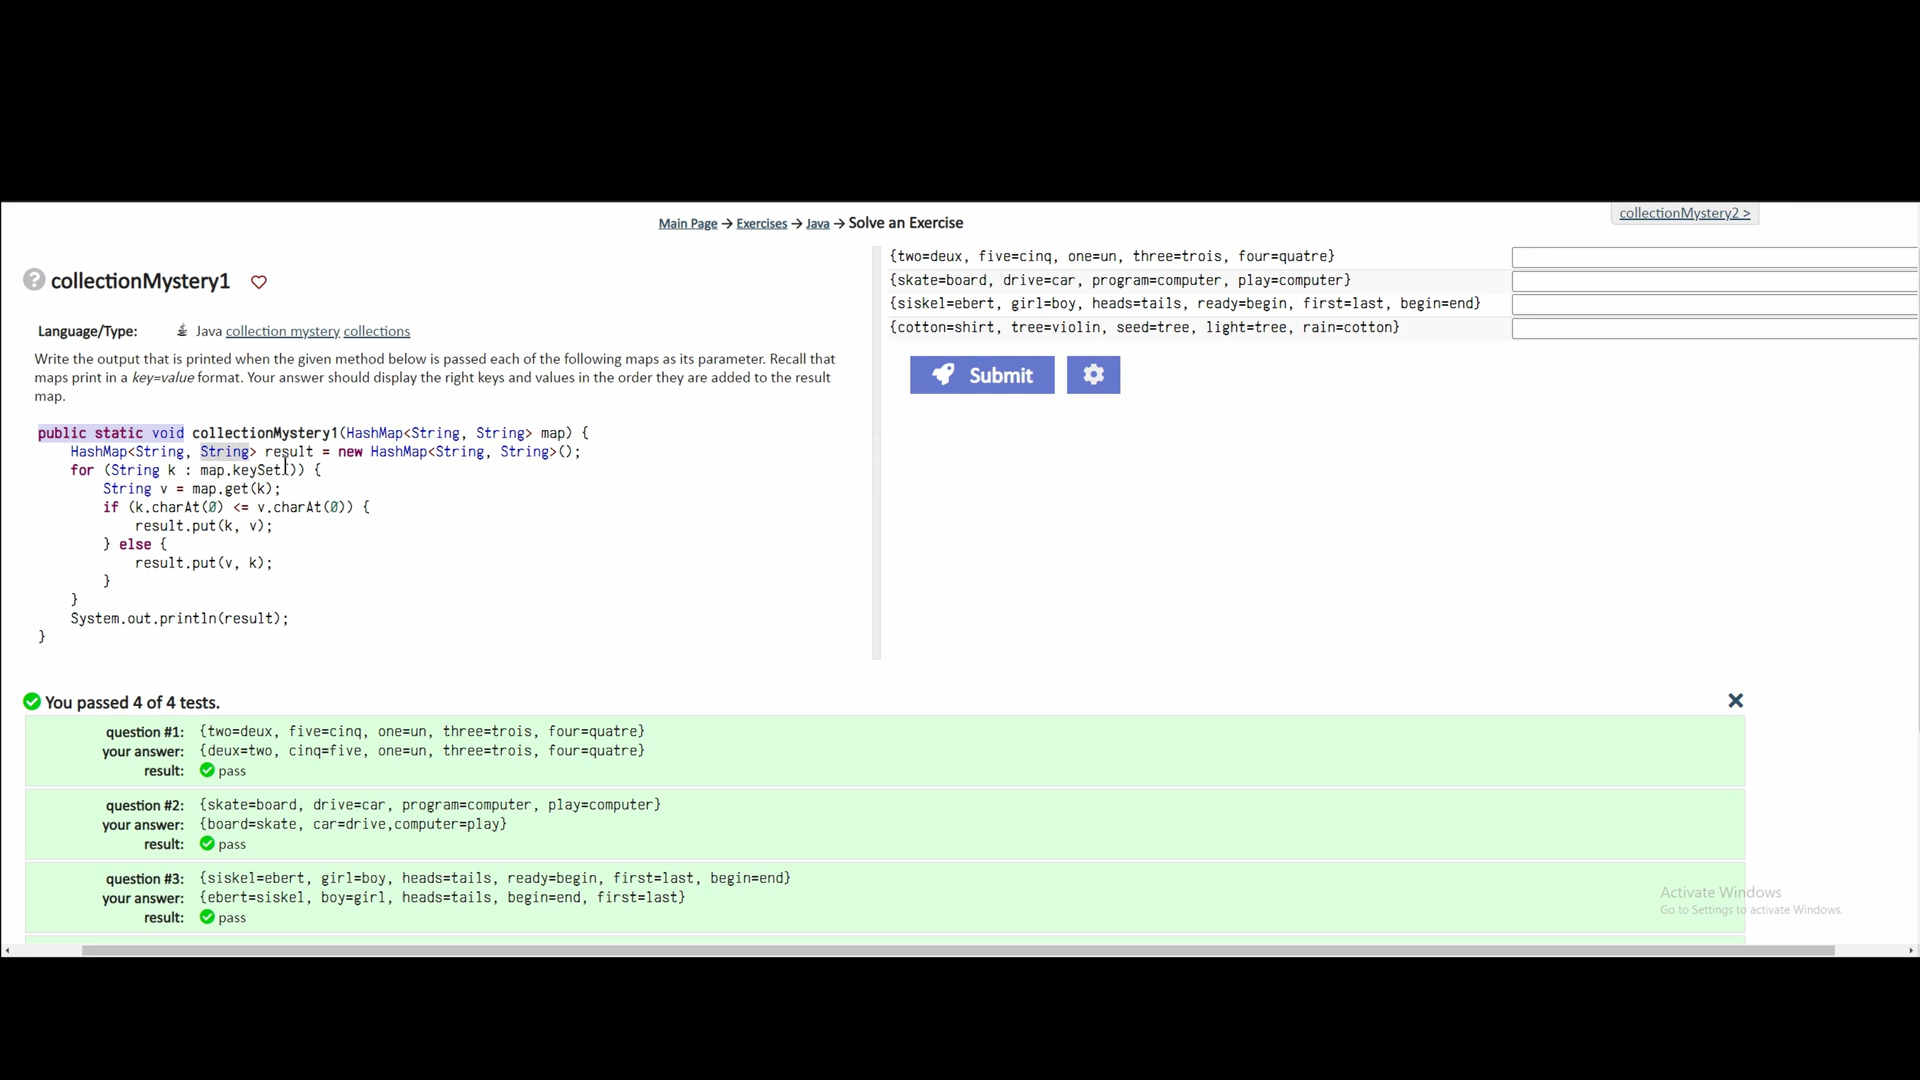 Main Page → Exercises → Java → Solve an Exercise
collectionMystery2 >
collectionMystery1
Language/Type: Java collection mystery collections
Write the output that is printed when the given method below is passed each of the following maps as its parameter. Recall that
maps print in a key=value format. Your answer should display the right keys and values in the order they are added to the result
map.
public static void collectionMystery1(HashMap<String, String> map) {
HashMap<String, String> result = new HashMap<String, String>();
for (String k : map.keySet()) {
String v = map.get(k);
if (k.charAt(0) <= v.charAt(0)) {
result.put(k, v);
} else {
result.put(v, k);
}
}
System.out.println(result);
}
{two=deux, five=cinq, one=un, three=trois, four=quatre}
{skate=board, drive=car, program=computer, play=computer}
{siskel=ebert, girl=boy, heads=tails, ready=begin, first=last, begin=end}
{cotton=shirt, tree=violin, seed=tree, light=tree, rain=cotton}
Submit
You passed 4 of 4 tests.
question #1: {two=deux, five=cinq, one=un, three=trois, four=quatre}
your answer: {deux=two, cinq=five, one=un, three=trois, four=quatre}
result: pass
question #2: {skate=board, drive=car, program=computer, play=computer}
your answer: {board=skate, car=drive,computer=play}
result: pass
question #3: {siskel=ebert, girl=boy, heads=tails, ready=begin, first=last, begin=end}
your answer: {ebert=siskel, boy=girl, heads=tails, begin=end, first=last}
result: pass
Activate Windows
Go to Settings to activate Windows.